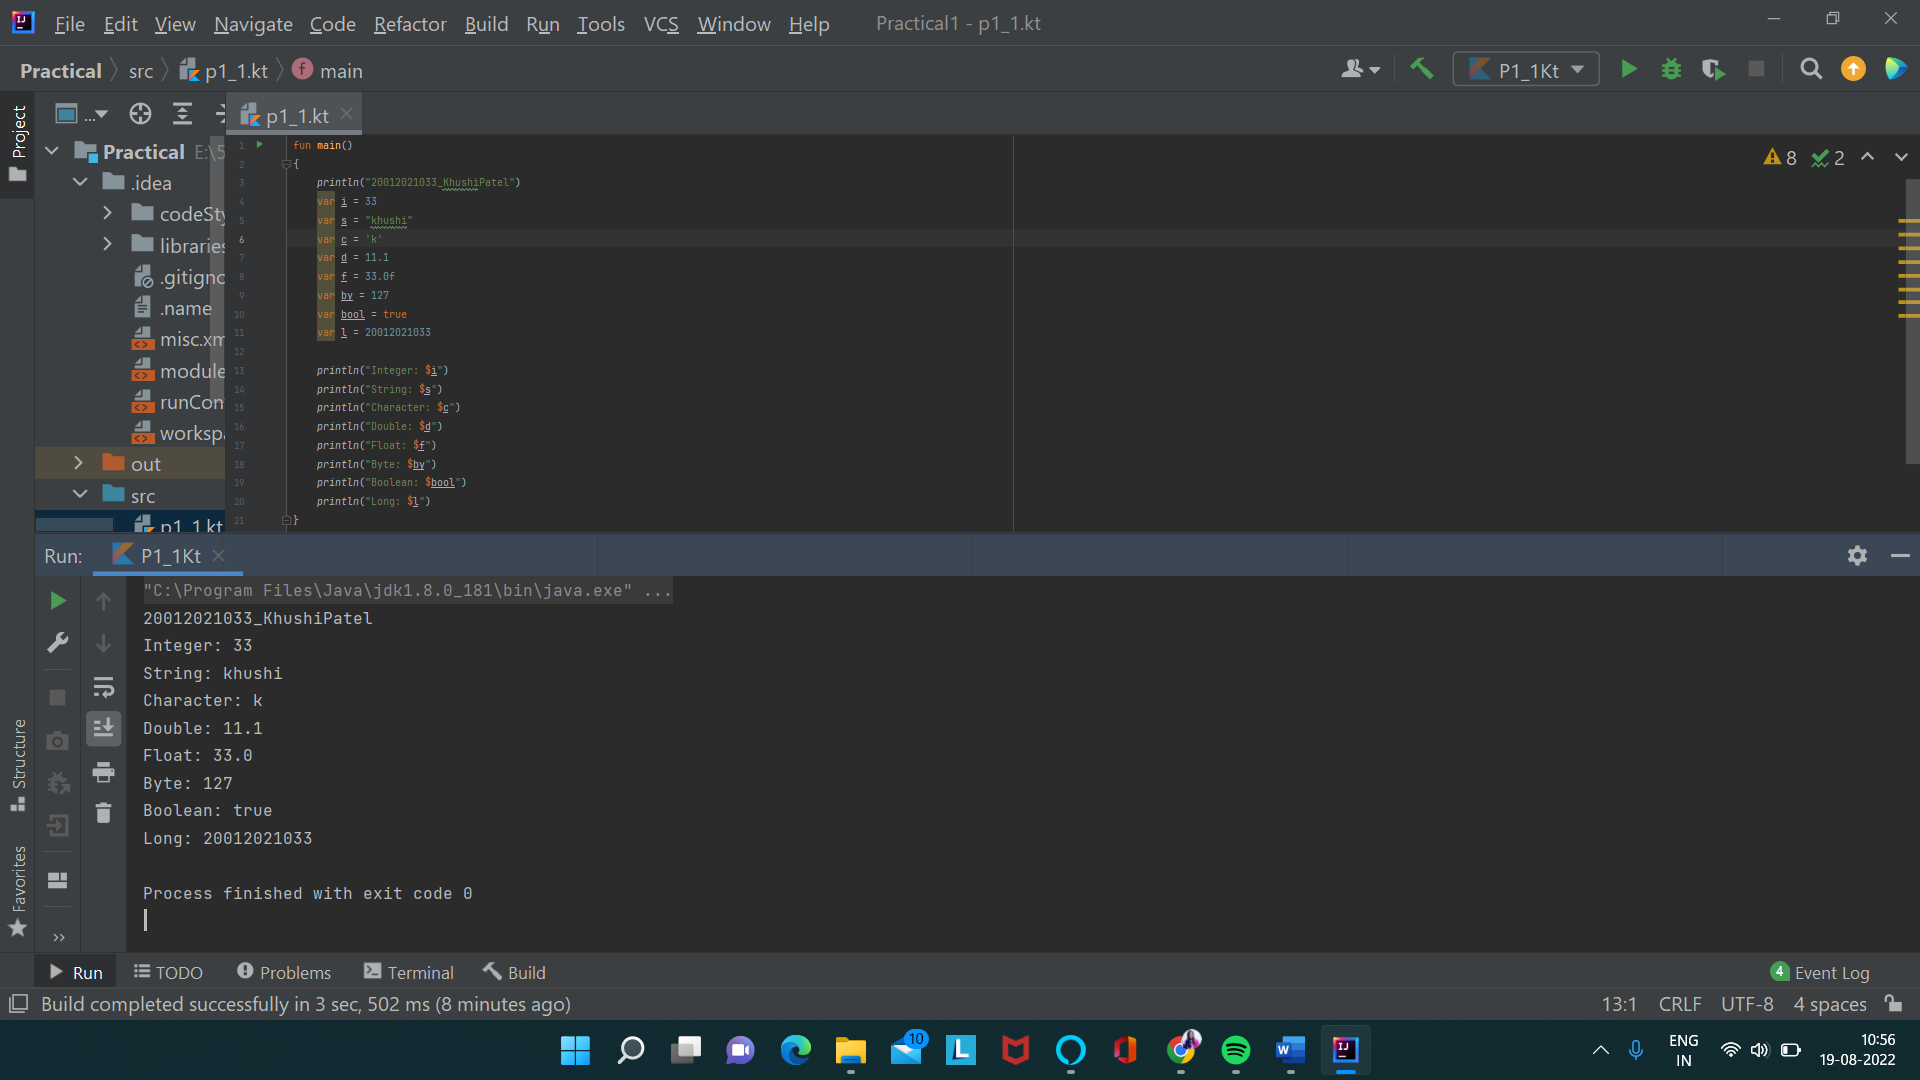 File Edit View Navigate Code Refactor Build Run Tools VCS Window Help Practical1 - p1_1.kt
Practical src p1_1.kt main P1_1Kt
Project
... p1_1.kt
Practical E:\5
.idea
codeSty
libraries
.gitigno
.name
misc.xm
module
runCon
workspa
out
src
p1_1.kt
8 2
1 fun main()
2 {
3 println("20012021033_KhushiPatel")
4 var i = 33
5 var s = "khushi"
6 var c = 'k'
7 var d = 11.1
8 var f = 33.0f
9 var by = 127
10 var bool = true
11 var l = 20012021033
12
13 println("Integer: $i")
14 println("String: $s")
15 println("Character: $c")
16 println("Double: $d")
17 println("Float: $f")
18 println("Byte: $by")
19 println("Boolean: $bool")
20 println("Long: $l")
21 }
Run: P1_1Kt
"C:\Program Files\Java\jdk1.8.0_181\bin\java.exe" ...
20012021033_KhushiPatel
Integer: 33
String: khushi
Character: k
Double: 11.1
Float: 33.0
Byte: 127
Boolean: true
Long: 20012021033
Process finished with exit code 0
Structure
Favorites
Run TODO Problems Terminal Build 4 Event Log
Build completed successfully in 3 sec, 502 ms (8 minutes ago) 13:1 CRLF UTF-8 4 spaces
10
ENG
IN
10:56
19-08-2022